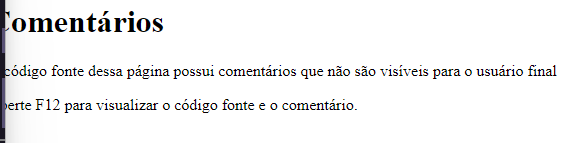 Comentários
código fonte dessa página possui comentários que não são visíveis para o usuário final
perte F12 para visualizar o código fonte e o comentário.